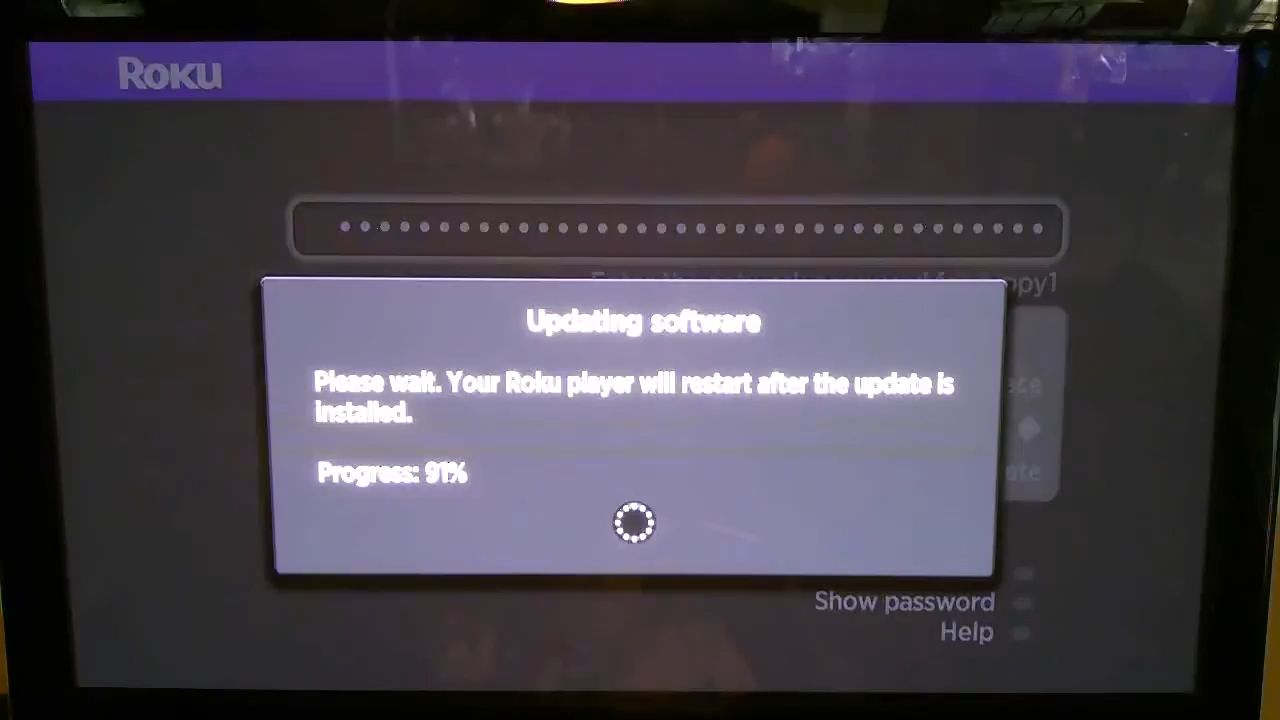 Roku
Updating software
Please wait. Your Roku player will restart after the update is
installed.
Progress: 91%
Show password
Help